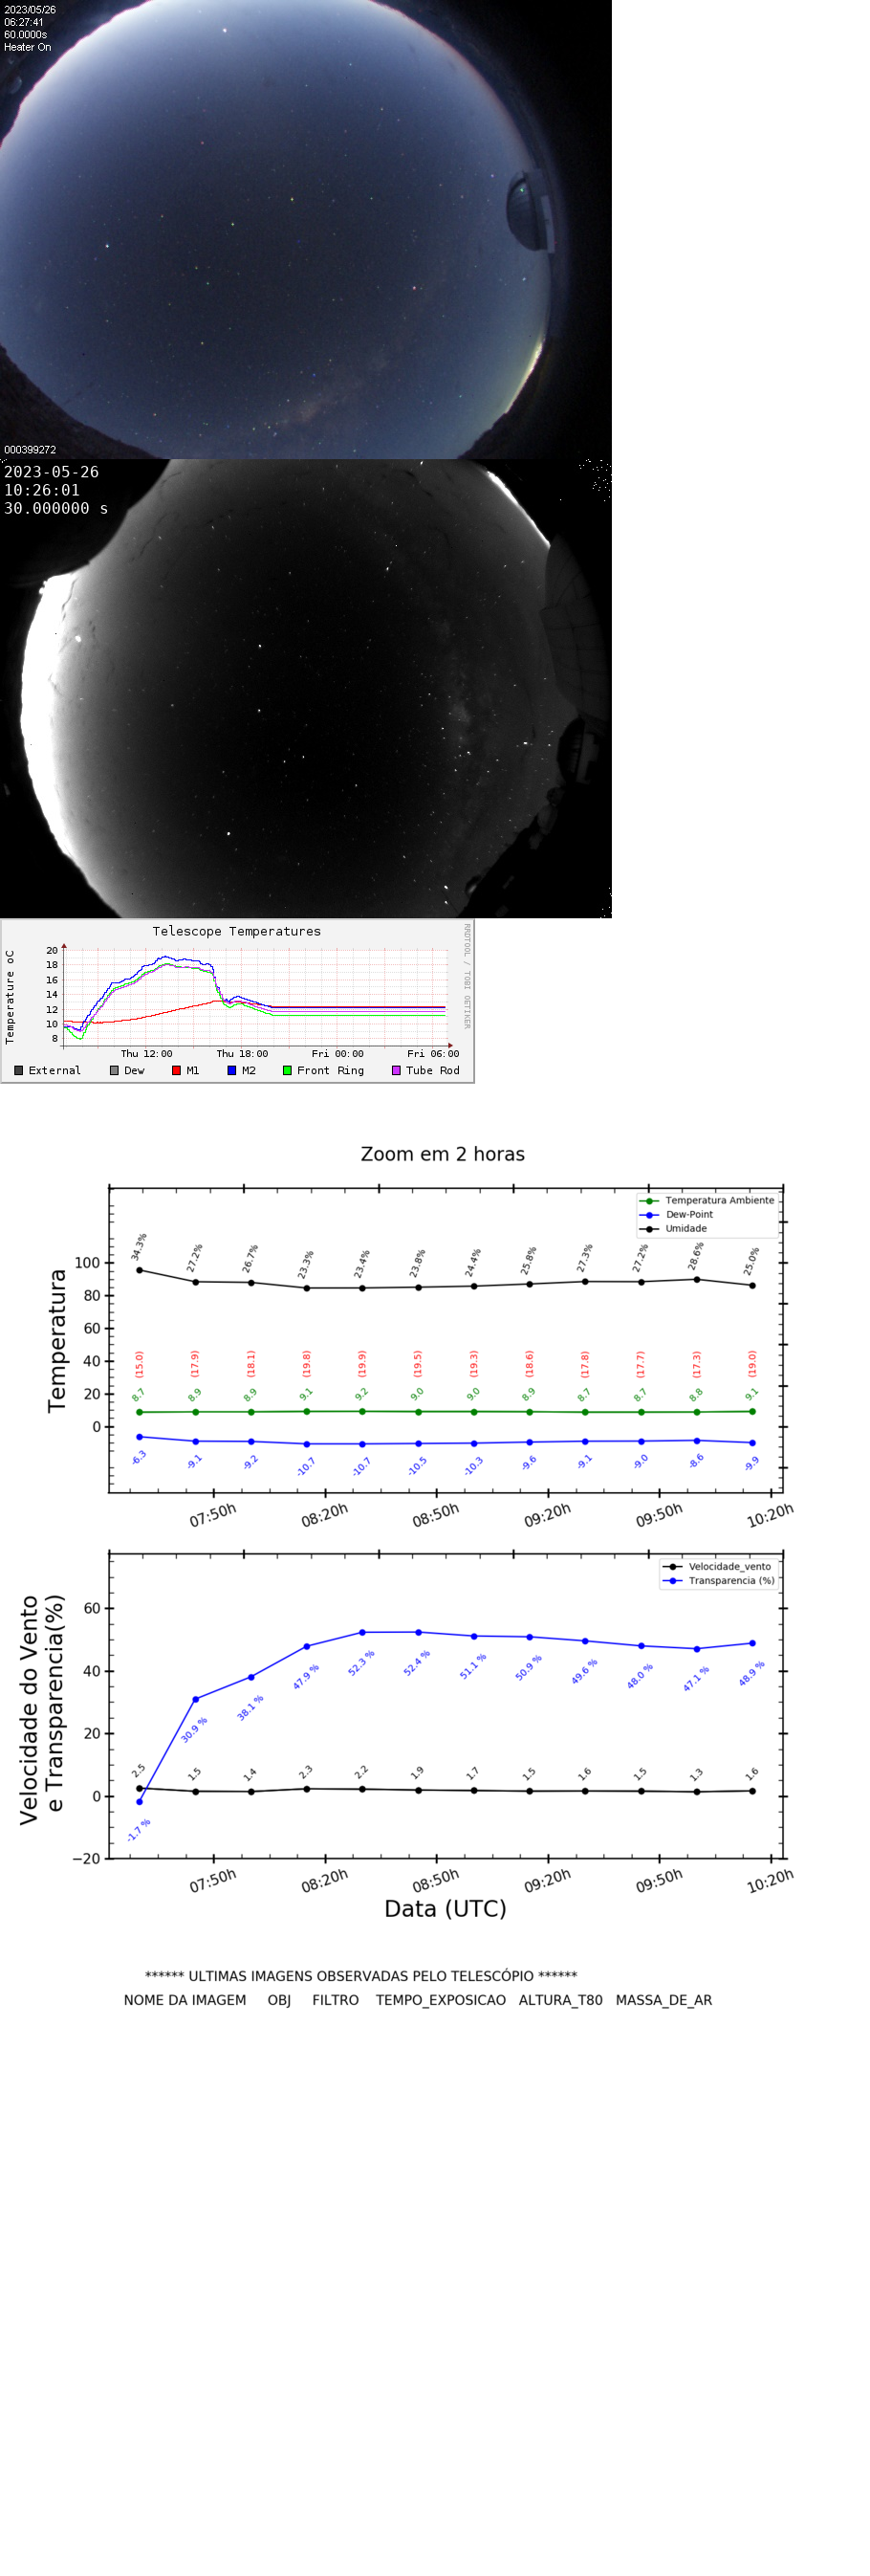 2023/05/26
06:27:41
60.0000s
Heater On
000399272
2023-05-26
10:26:01
30.000000 s
Telescope Temperatures
RRDTOOL / TOBI OETIKER
Temperature oC
20
18
16
14
12
10
8
Thu 12:00 Thu 18:00 Fri 00:00 Fri 06:00
External Dew M1 M2 Front Ring Tube Rod
Zoom em 2 horas
Temperatura Ambiente
Dew-Point
Umidade
Temperatura
100
80
60
40
20
0
34.3% 27.2% 26.7% 23.3% 23.4% 23.8% 24.4% 25.8% 27.3% 27.2% 28.6% 25.0%
(15.0) (17.9) (18.1) (19.8) (19.9) (19.5) (19.3) (18.6) (17.8) (17.7) (17.3) (19.0)
8.7 8.9 8.9 9.1 9.2 9.0 9.0 8.9 8.7 8.7 8.8 9.1
-6.3 -9.1 -9.2 -10.7 -10.7 -10.5 -10.3 -9.6 -9.1 -9.0 -8.6 -9.9
07:50h 08:20h 08:50h 09:20h 09:50h 10:20h
Velocidade_vento
Transparencia (%)
Velocidade do Vento
e Transparencia(%)
60
40
20
0
−20
-1.7 % 30.9 % 38.1 % 47.9 % 52.3 % 52.4 % 51.1 % 50.9 % 49.6 % 48.0 % 47.1 % 48.9 %
2.5 1.5 1.4 2.3 2.2 1.9 1.7 1.5 1.6 1.5 1.3 1.6
07:50h 08:20h 08:50h 09:20h 09:50h 10:20h
Data (UTC)
****** ULTIMAS IMAGENS OBSERVADAS PELO TELESCÓPIO ******
NOME DA IMAGEM OBJ FILTRO TEMPO_EXPOSICAO ALTURA_T80 MASSA_DE_AR